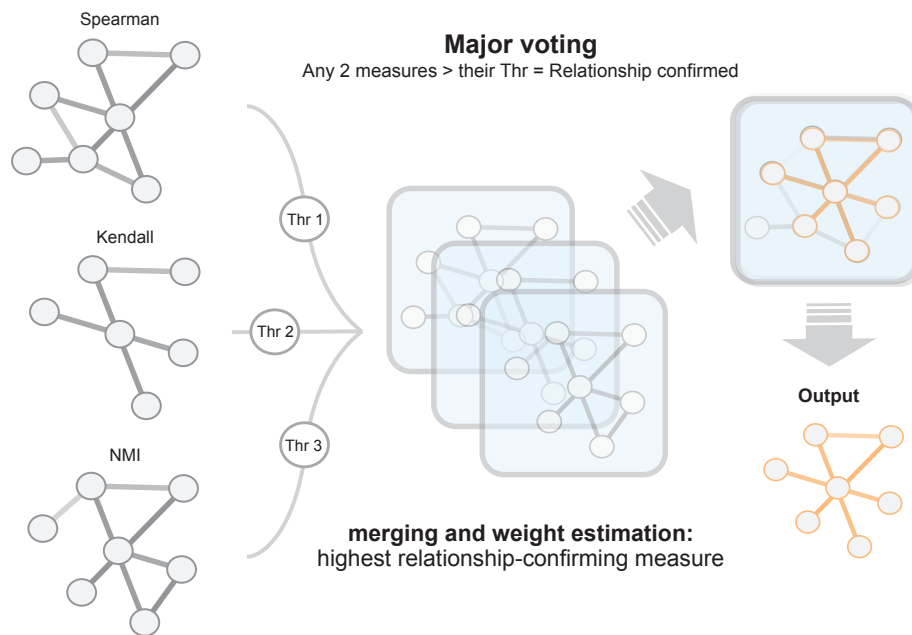 Spearman
Major voting
Any 2 measures > their Thr = Relationship confirmed
Thr 1
Kendall
Thr 2
Output
Thr 3
NMI
merging and weight estimation:
highest relationship-confirming measure